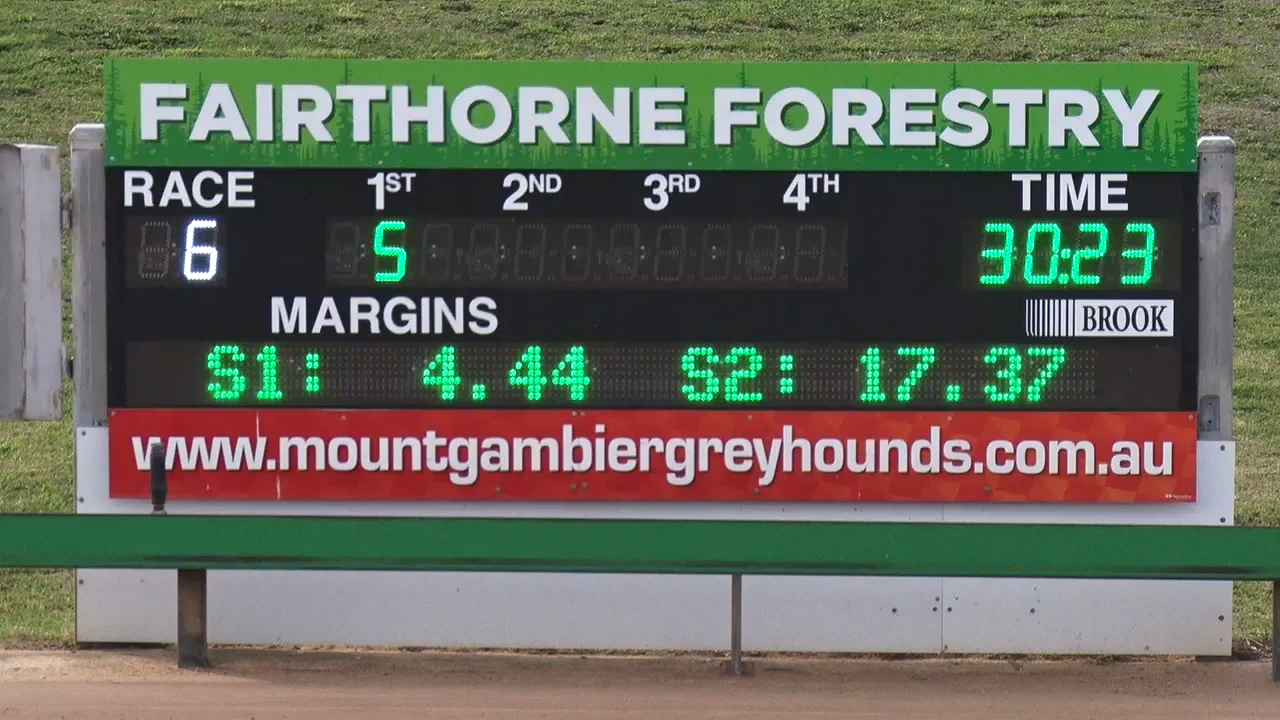 FAIRTHORNE FORESTRY
RACE 1ST 2ND 3RD 4TH TIME
6 5 30:23
MARGINS BROOK
S1: 4.44 S2: 17.37
www.mountgambiergreyhounds.com.au